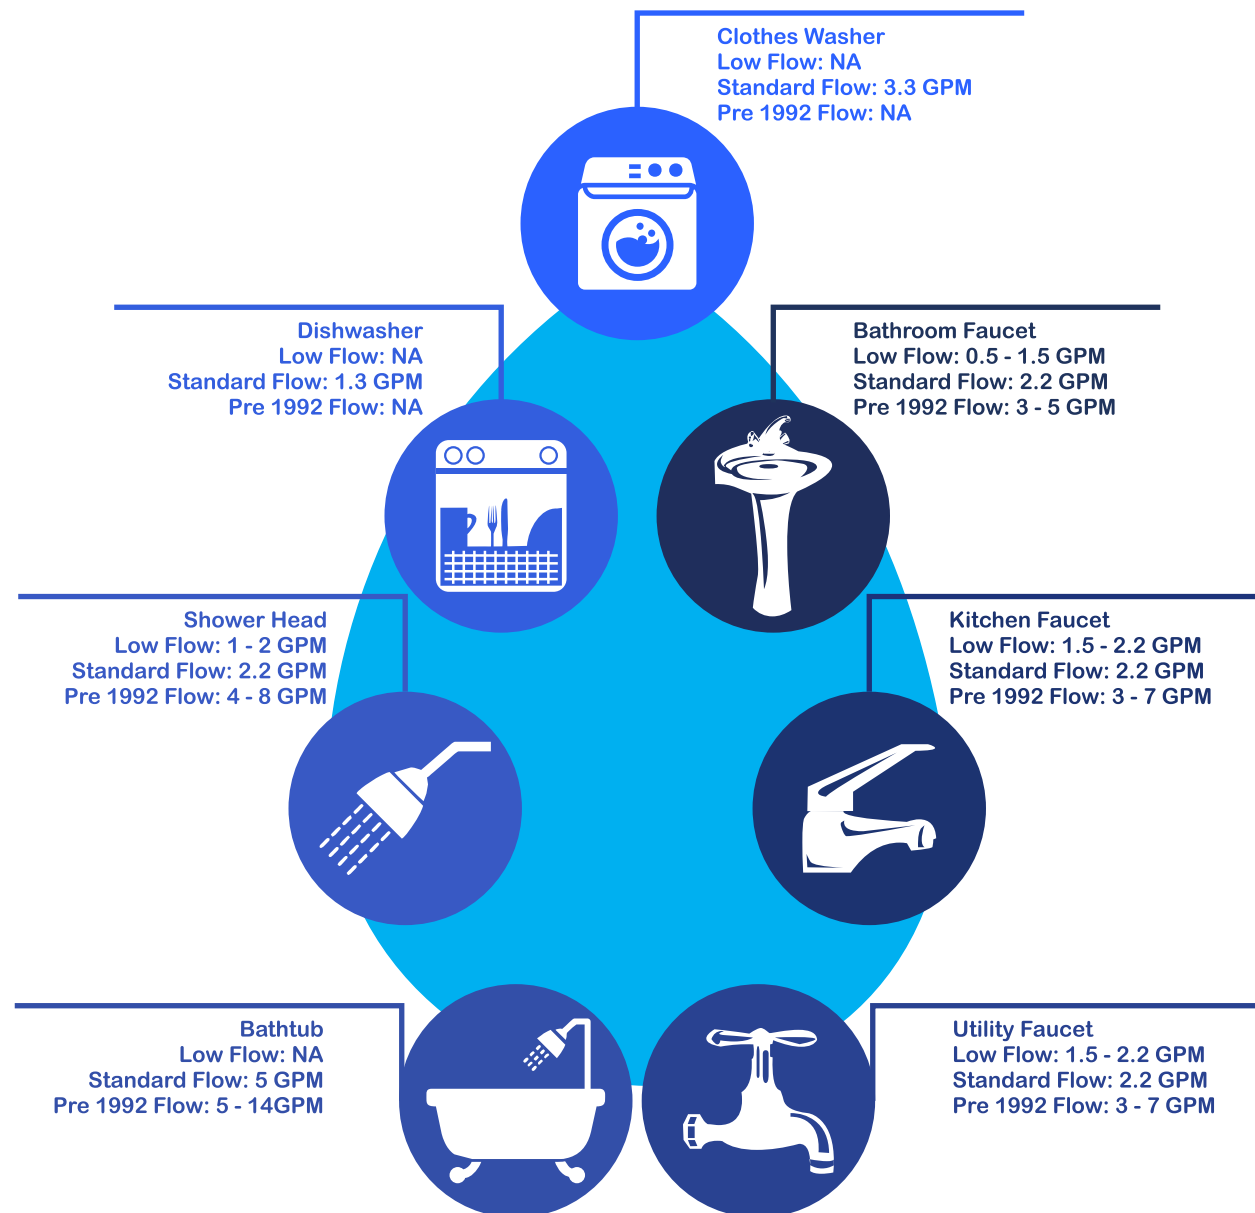 Clothes Washer
Low Flow: NA
Standard Flow: 3.3 GPM
Pre 1992 Flow: NA
Dishwasher
Low Flow: NA
Standard Flow: 1.3 GPM
Pre 1992 Flow: NA
Bathroom Faucet
Low Flow: 0.5 - 1.5 GPM
Standard Flow: 2.2 GPM
Pre 1992 Flow: 3 - 5 GPM
Shower Head
Low Flow: 1 - 2 GPM
Standard Flow: 2.2 GPM
Pre 1992 Flow: 4 - 8 GPM
Kitchen Faucet
Low Flow: 1.5 - 2.2 GPM
Standard Flow: 2.2 GPM
Pre 1992 Flow: 3 - 7 GPM
Bathtub
Low Flow: NA
Standard Flow: 5 GPM
Pre 1992 Flow: 5 - 14GPM
Utility Faucet
Low Flow: 1.5 - 2.2 GPM
Standard Flow: 2.2 GPM
Pre 1992 Flow: 3 - 7 GPM